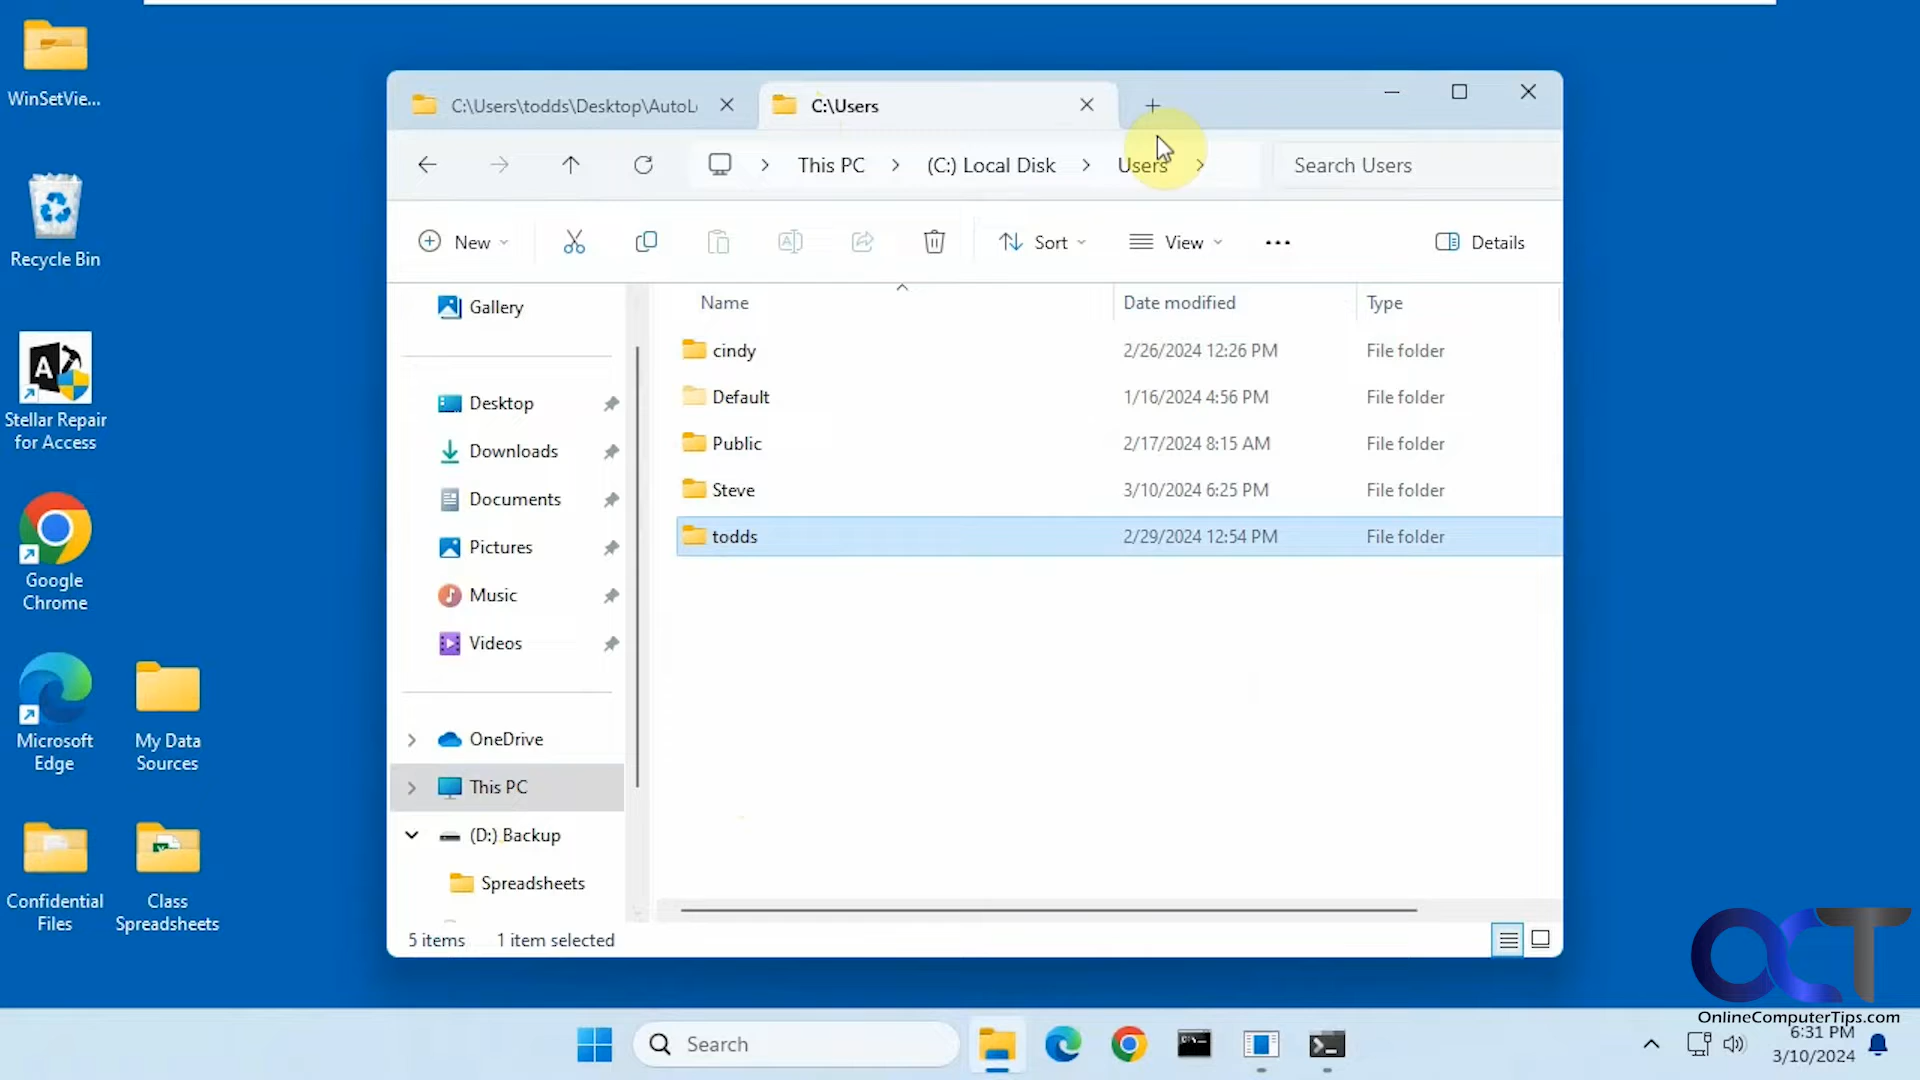 WinSetVie...
Recycle Bin
Stellar Repair
for Access
Google
Chrome
Microsoft
Edge
My Data
Sources
Confidential
Files
Class
Spreadsheets
C:\Users\todds\Desktop\AutoL
C:\Users
This PC
(C:) Local Disk
Users
Search Users
New
Sort
View
Details
Gallery
Desktop
Downloads
Documents
Pictures
Music
Videos
OneDrive
This PC
(D:) Backup
Spreadsheets
Name Date modified Type
cindy 2/26/2024 12:26 PM File folder
Default 1/16/2024 4:56 PM File folder
Public 2/17/2024 8:15 AM File folder
Steve 3/10/2024 6:25 PM File folder
todds 2/29/2024 12:54 PM File folder
5 items 1 item selected
OCT
OnlineComputerTips.com
Search
6:31 PM
3/10/2024